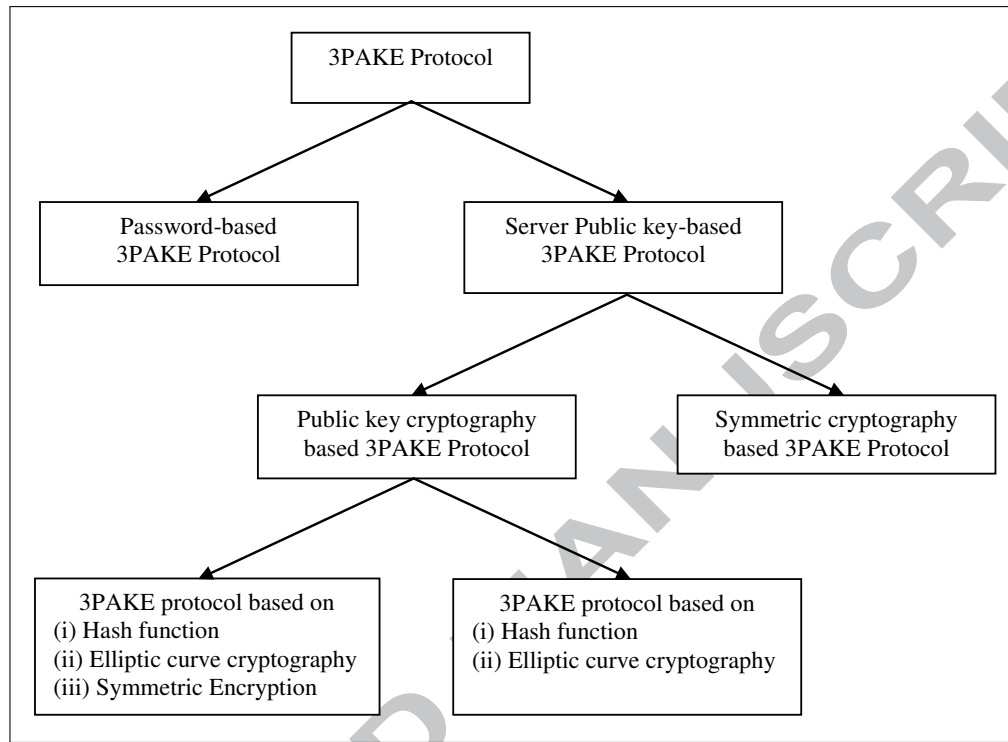 3PAKE Protocol
Password-based
3PAKE Protocol
Server Public key-based
3PAKE Protocol
Public key cryptography
based 3PAKE Protocol
Symmetric cryptography
based 3PAKE Protocol
3PAKE protocol based on
(i) Hash function
(ii) Elliptic curve cryptography
(iii) Symmetric Encryption
3PAKE protocol based on
(i) Hash function
(ii) Elliptic curve cryptography